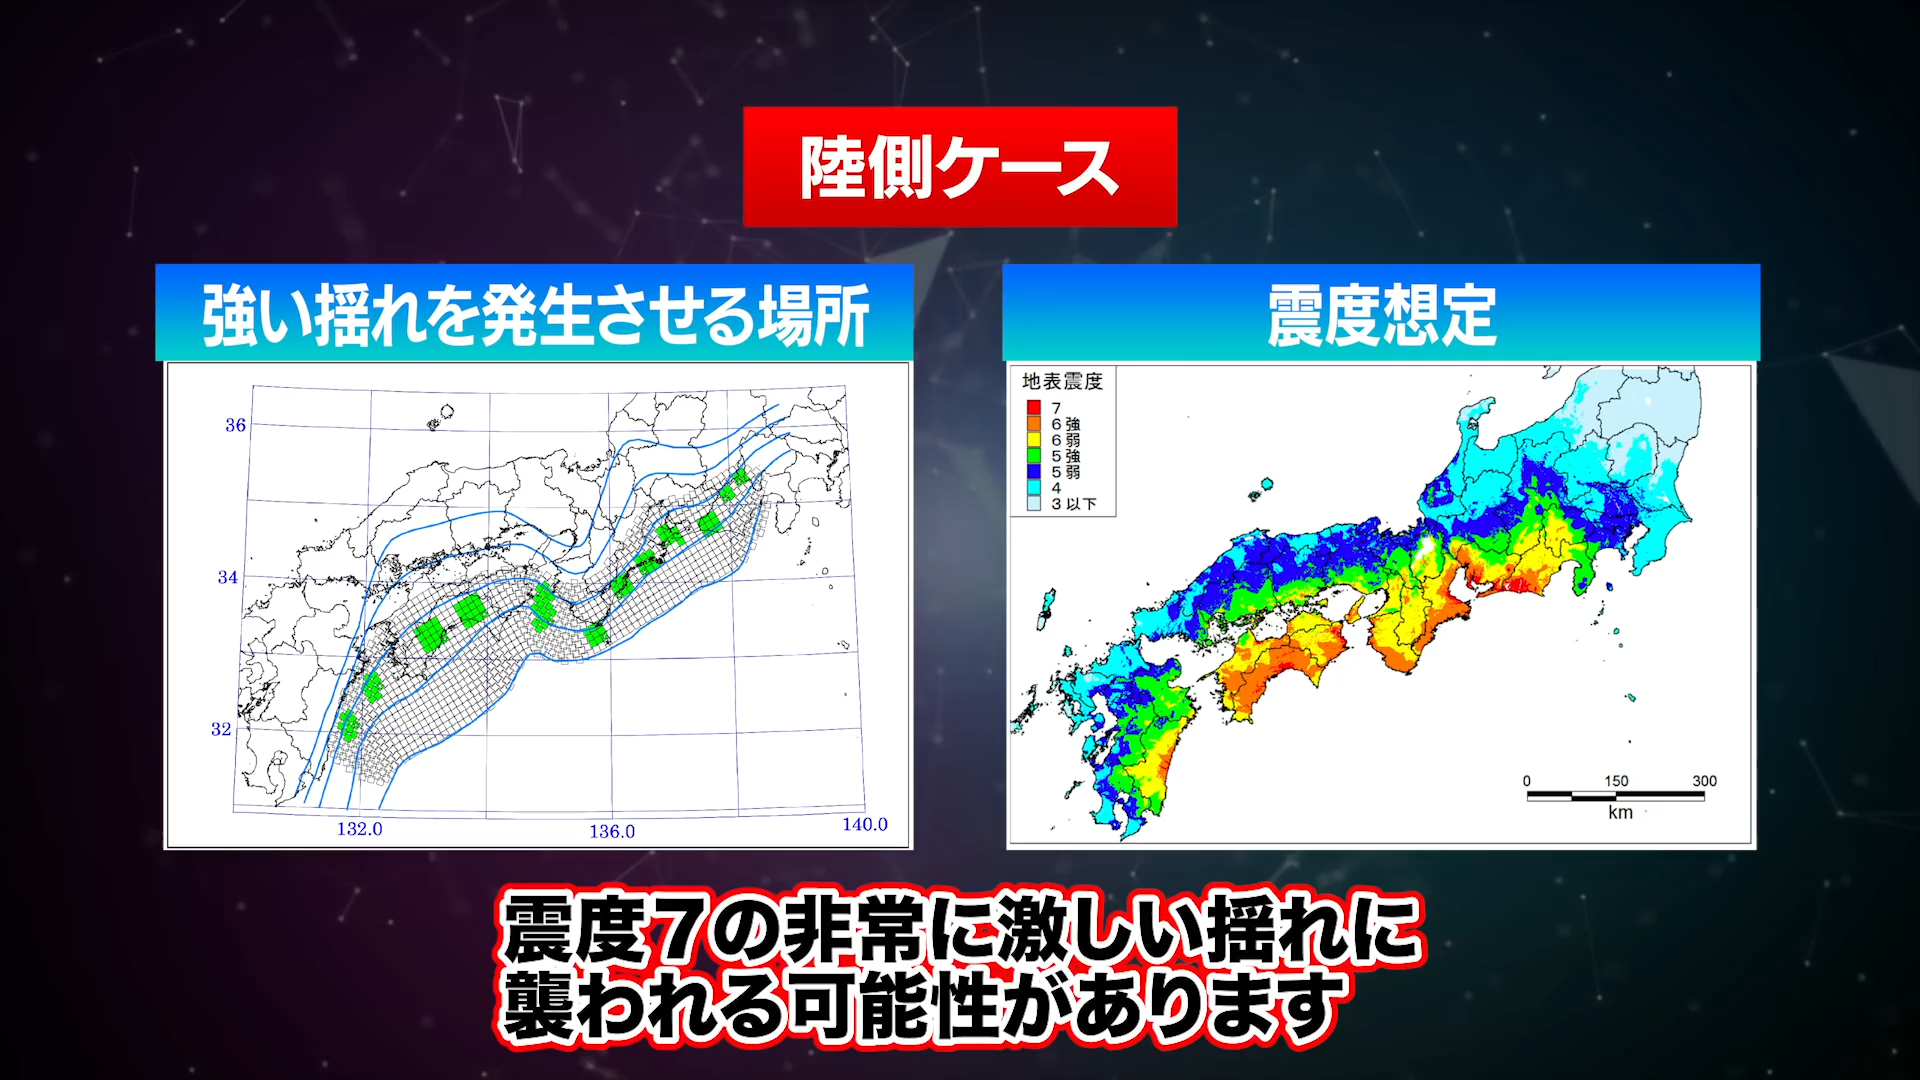 陸側ケース
強い揺れを発生させる場所
36
34
32
132.0
136.0
140.0
震度想定
地表震度
7
6強
6弱
5強
5弱
4
3以下
0 150 300
km
震度7の非常に激しい揺れに
襲われる可能性があります